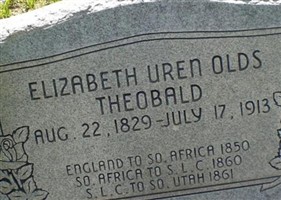 ELIZABETH UREN OLDS
THEOBALD
AUG. 22, 1829-JULY 17, 1913
ENGLAND TO SO. AFRICA 1850
SO. AFRICA TO S. L. C. 1860
S. L. C. TO SO. UTAH 1861